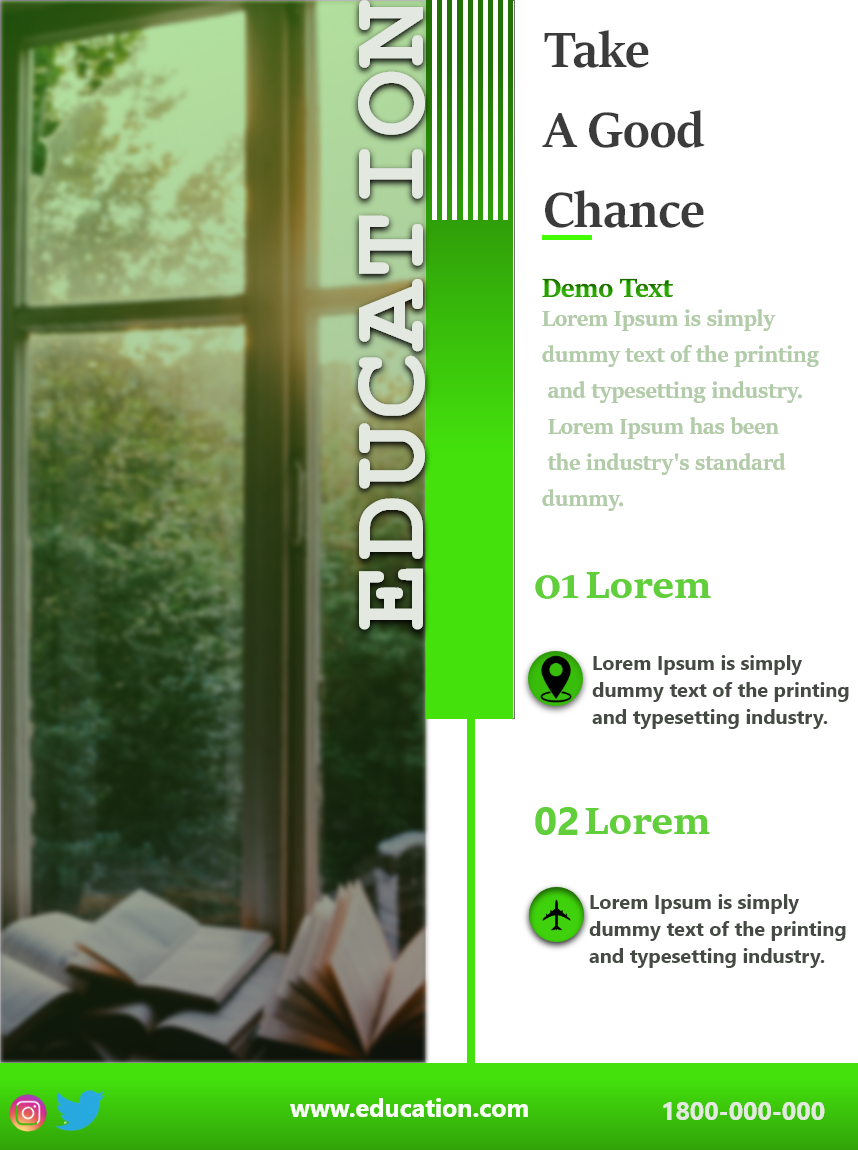 EDUCATION
Take
A Good
Chance
Demo Text
Lorem Ipsum is simply
dummy text of the printing
and typesetting industry.
Lorem Ipsum has been
the industry's standard
dummy.
01 Lorem
Lorem Ipsum is simply
dummy text of the printing
and typesetting industry.
02 Lorem
Lorem Ipsum is simply
dummy text of the printing
and typesetting industry.
www.education.com
1800-000-000